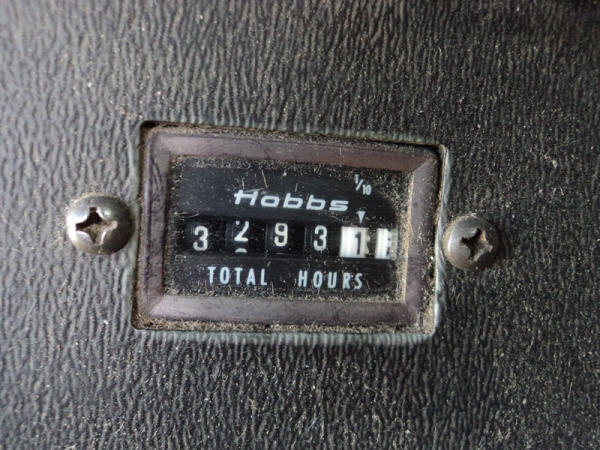 1/10
Hobbs
3 2 9 3 1
TOTAL HOURS